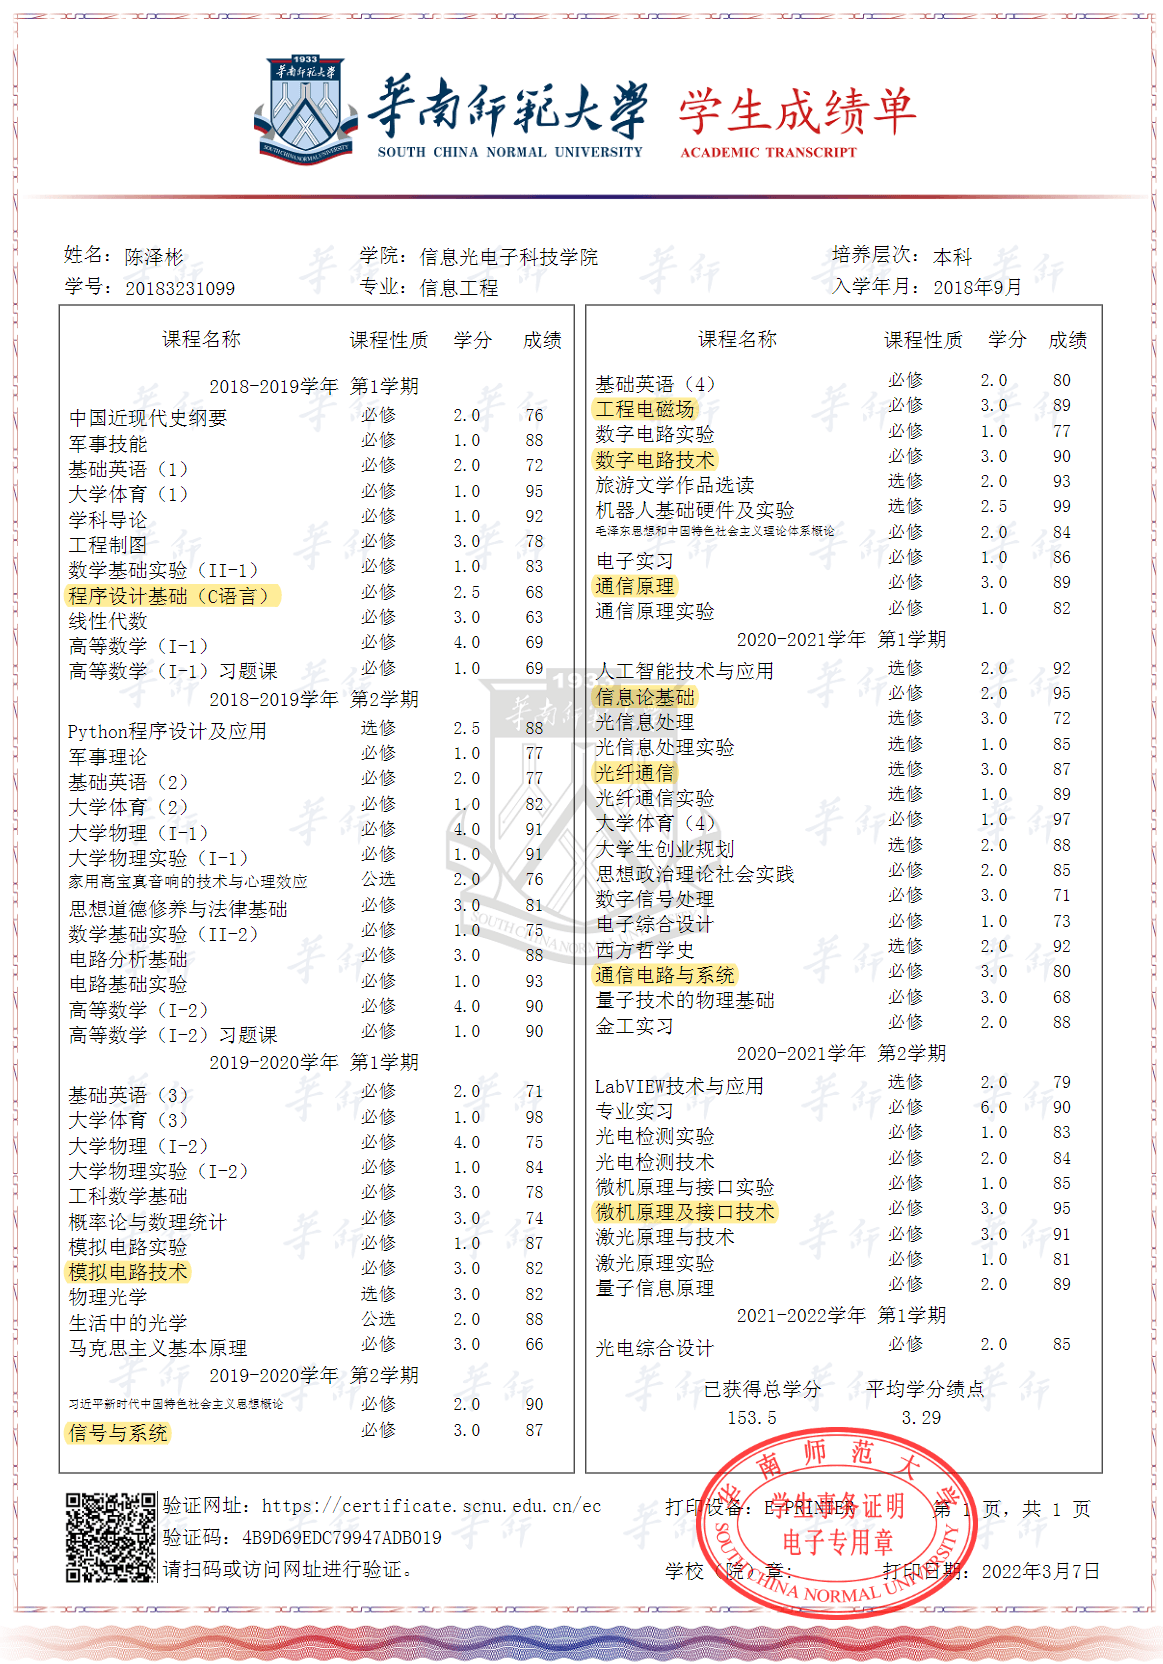 1933
華南師範大學
SOUTH CHINA NORMAL UNIVERSITY
華南師範大學 学生成绩单
SOUTH CHINA NORMAL UNIVERSITY ACADEMIC TRANSCRIPT
姓名：陈泽彬 学院：信息光电子科技学院 培养层次：本科
学号：20183231099 专业：信息工程 入学年月：2018年9月
课程名称 课程性质 学分 成绩
2018-2019学年 第1学期
中国近现代史纲要 必修 2.0 76
军事技能 必修 1.0 88
基础英语（1） 必修 2.0 72
大学体育（1） 必修 1.0 95
学科导论 必修 1.0 92
工程制图 必修 3.0 78
数学基础实验（II-1） 必修 1.0 83
程序设计基础（C语言） 必修 2.5 68
线性代数 必修 3.0 63
高等数学（I-1） 必修 4.0 69
高等数学（I-1）习题课 必修 1.0 69
2018-2019学年 第2学期
Python程序设计及应用 选修 2.5 88
军事理论 必修 1.0 77
基础英语（2） 必修 2.0 77
大学体育（2） 必修 1.0 82
大学物理（I-1） 必修 4.0 91
大学物理实验（I-1） 必修 1.0 91
家用高宝真音响的技术与心理效应 公选 2.0 76
思想道德修养与法律基础 必修 3.0 81
数学基础实验（II-2） 必修 1.0 75
电路分析基础 必修 3.0 88
电路基础实验 必修 1.0 93
高等数学（I-2） 必修 4.0 90
高等数学（I-2）习题课 必修 1.0 90
2019-2020学年 第1学期
基础英语（3） 必修 2.0 71
大学体育（3） 必修 1.0 98
大学物理（I-2） 必修 4.0 75
大学物理实验（I-2） 必修 1.0 84
工科数学基础 必修 3.0 78
概率论与数理统计 必修 3.0 74
模拟电路实验 必修 1.0 87
模拟电路技术 必修 3.0 82
物理光学 选修 3.0 82
生活中的光学 公选 2.0 88
马克思主义基本原理 必修 3.0 66
2019-2020学年 第2学期
习近平新时代中国特色社会主义思想概论 必修 2.0 90
信号与系统 必修 3.0 87
课程名称 课程性质 学分 成绩
基础英语（4） 必修 2.0 80
工程电磁场 必修 3.0 89
数字电路实验 必修 1.0 77
数字电路技术 必修 3.0 90
旅游文学作品选读 选修 2.0 93
机器人基础硬件及实验 选修 2.5 99
毛泽东思想和中国特色社会主义理论体系概论 必修 2.0 84
电子实习 必修 1.0 86
通信原理 必修 3.0 89
通信原理实验 必修 1.0 82
2020-2021学年 第1学期
人工智能技术与应用 选修 2.0 92
信息论基础 必修 2.0 95
光信息处理 选修 3.0 72
光信息处理实验 选修 1.0 85
光纤通信 选修 3.0 87
光纤通信实验 选修 1.0 89
大学体育（4） 必修 1.0 97
大学生创业规划 选修 2.0 88
思想政治理论社会实践 必修 2.0 85
数字信号处理 必修 3.0 71
电子综合设计 必修 1.0 73
西方哲学史 选修 2.0 92
通信电路与系统 必修 3.0 80
量子技术的物理基础 必修 3.0 68
金工实习 必修 2.0 88
2020-2021学年 第2学期
LabVIEW技术与应用 选修 2.0 79
专业实习 必修 6.0 90
光电检测实验 必修 1.0 83
光电检测技术 必修 2.0 84
微机原理与接口实验 必修 1.0 85
微机原理及接口技术 必修 3.0 95
激光原理与技术 必修 3.0 91
激光原理实验 必修 1.0 81
量子信息原理 必修 2.0 89
2021-2022学年 第1学期
光电综合设计 必修 2.0 85
已获得总学分 平均学分绩点
153.5 3.29
验证网址：https://certificate.scnu.edu.cn/ec
验证码：4B9D69EDC79947ADB019
请扫码或访问网址进行验证。
打印设备：E-PRINTER 第 1 页，共 1 页
学校（院）章： 打印日期：2022年3月7日
华南师范大学
学生事务证明
电子专用章
SOUTH CHINA NORMAL UNIVERSITY